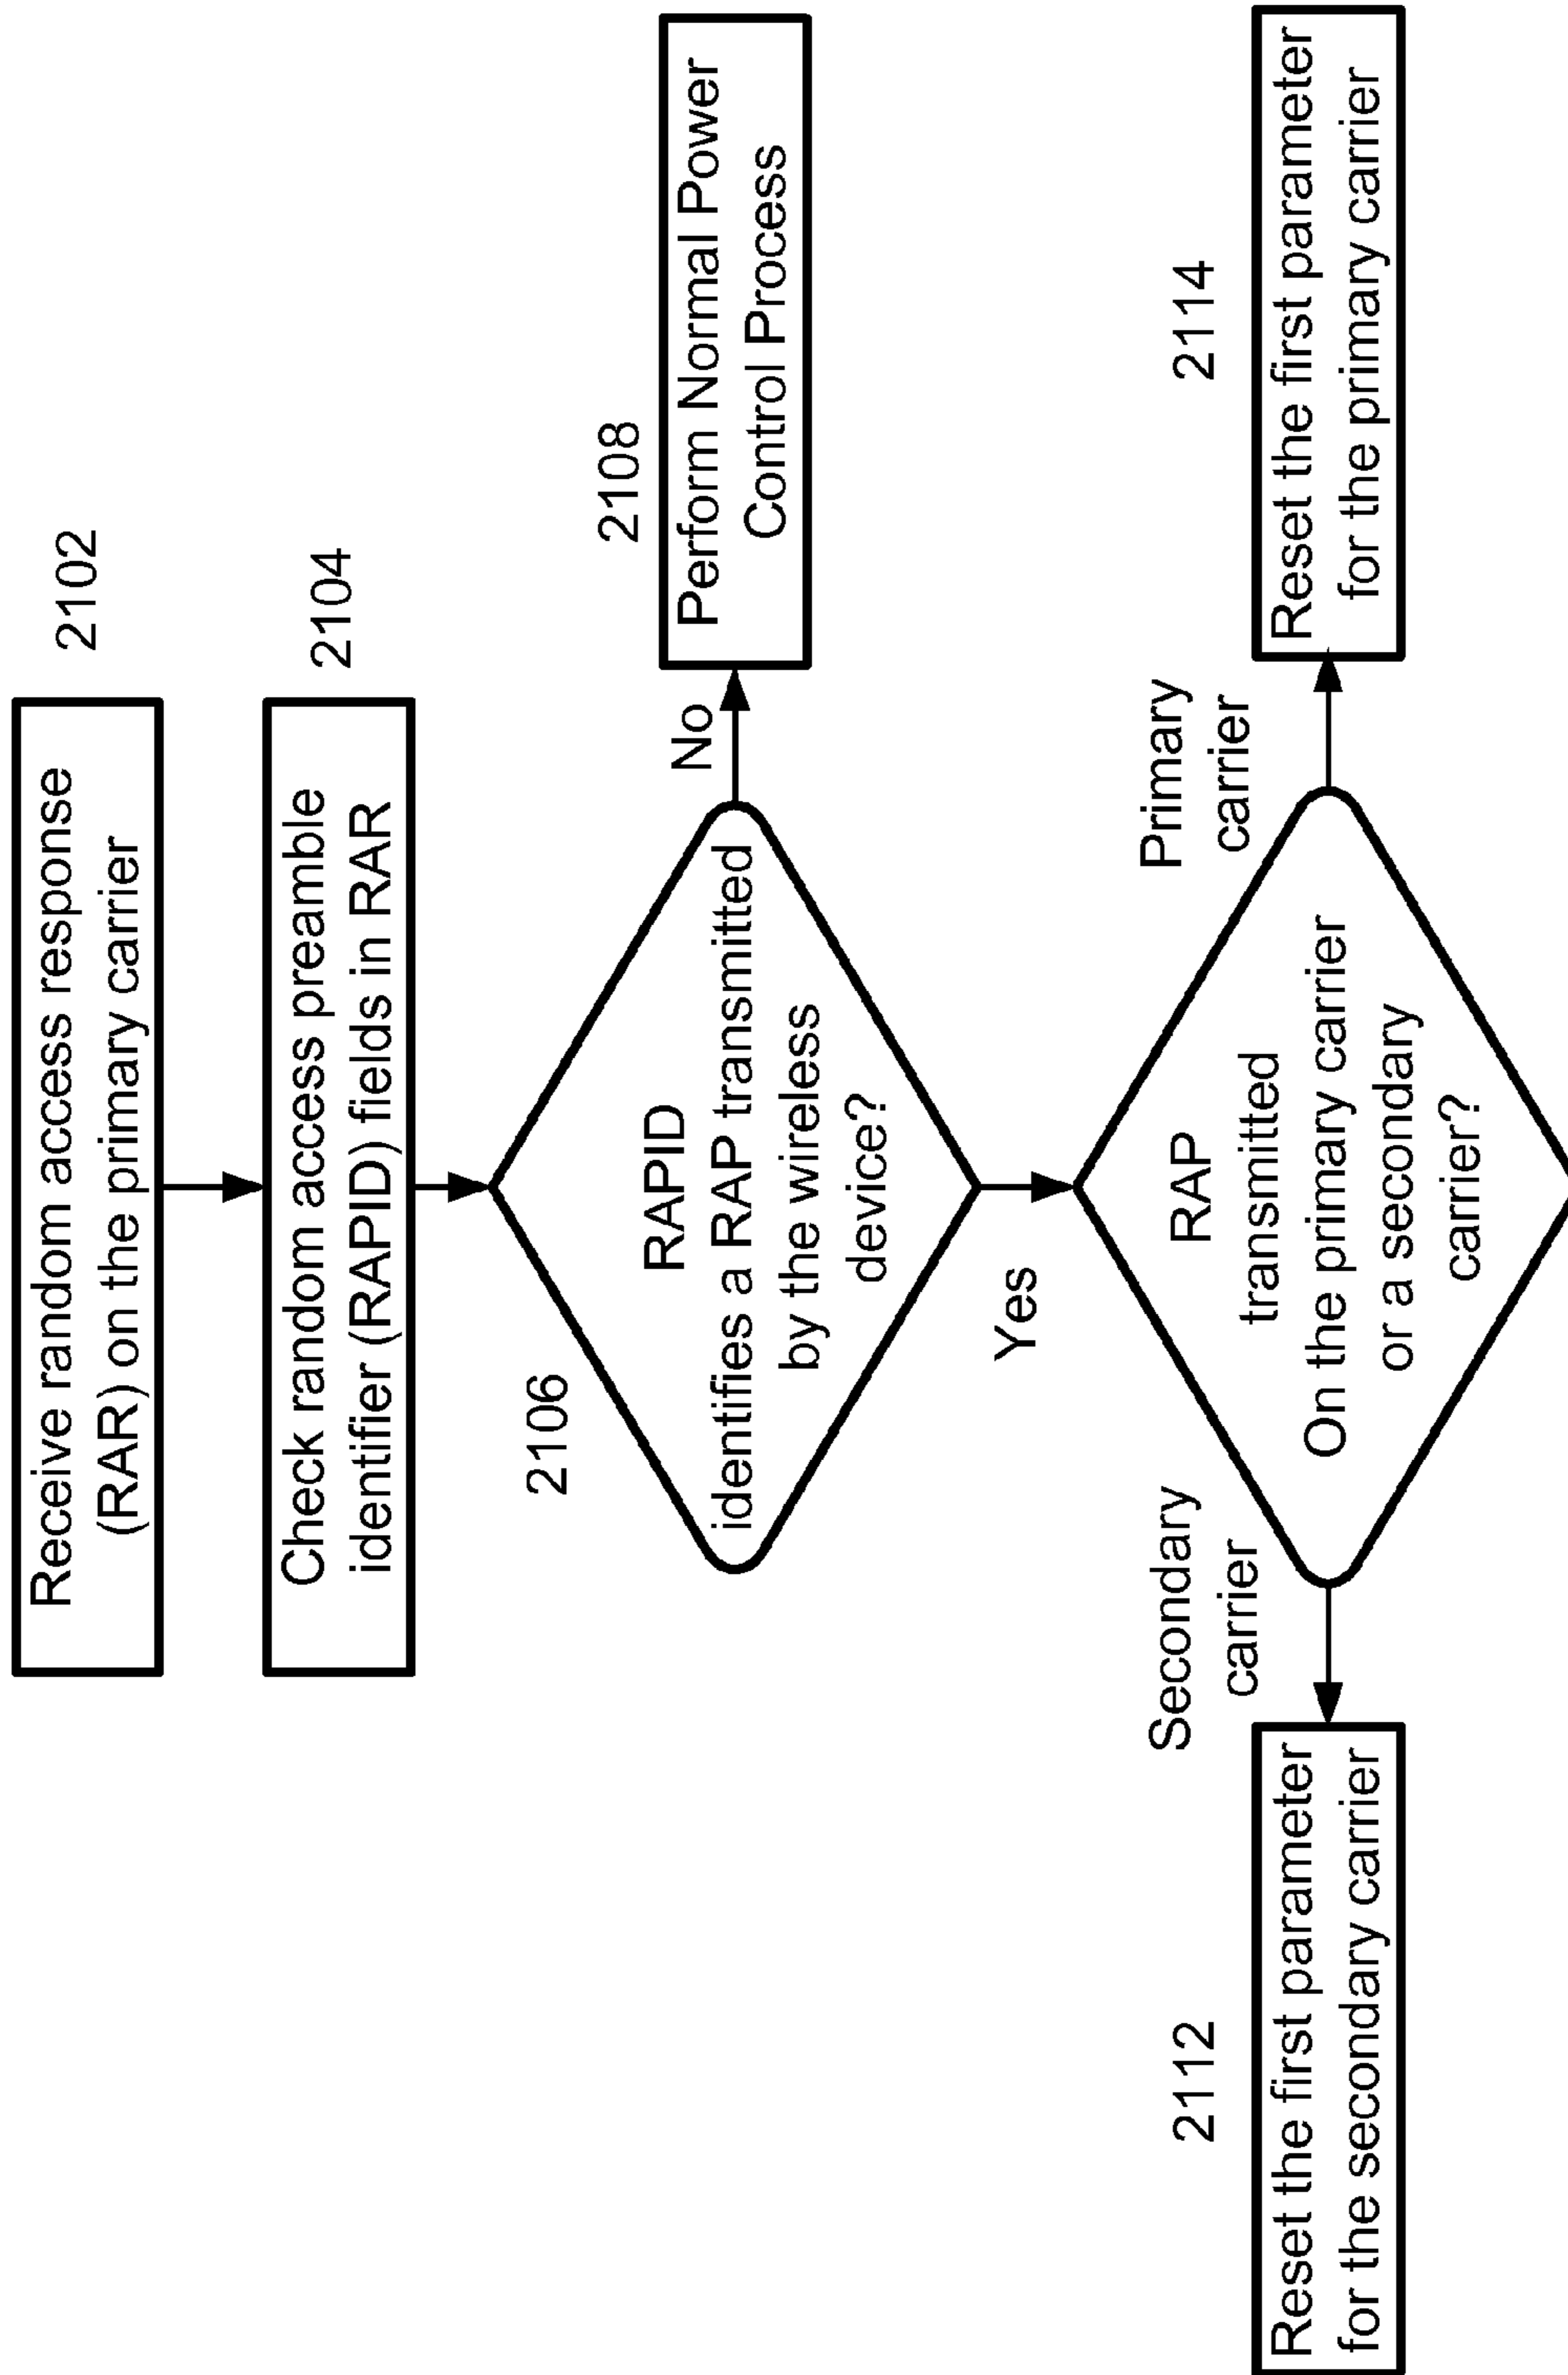 2102
Receive random access response
(RAR) on the primary carrier
2104
Check random access preamble
identifier (RAPID) fields in RAR
2106
RAPID
identifies a RAP transmitted
by the wireless
device?
No
2108
Perform Normal Power
Control Process
Yes
RAP
transmitted
On the primary carrier
or a secondary
carrier?
Secondary
carrier
Primary
carrier
2112
Reset the first parameter
for the secondary carrier
2114
Reset the first parameter
for the primary carrier